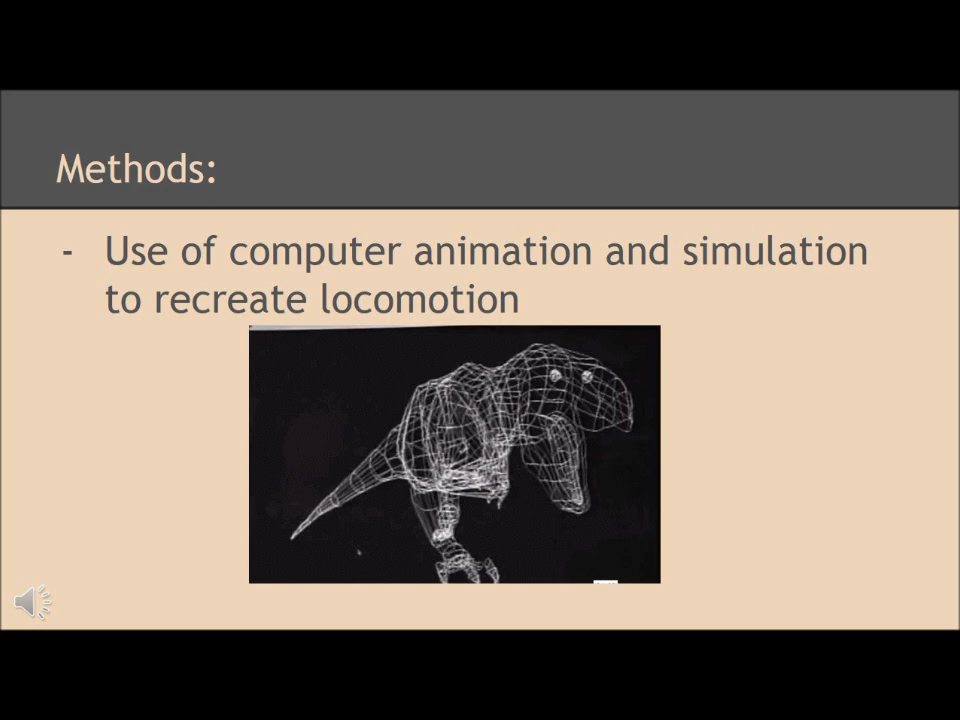 Methods:
- Use of computer animation and simulation
to recreate locomotion